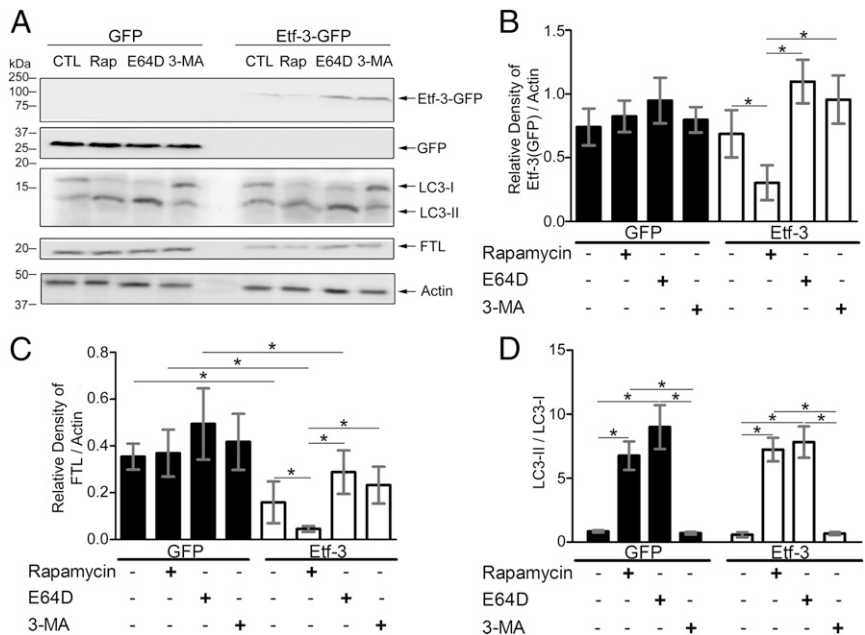 A
GFP Etf-3-GFP
kDa CTL Rap E64D 3-MA CTL Rap E64D 3-MA
250
100
75
Etf-3-GFP
37
25
20
GFP
15
LC3-I
LC3-II
20
FTL
50
37
Actin
B
Relative Density of
Etf-3(GFP) / Actin
1.5
1.0
0.5
0.0
* * *
GFP Etf-3
Rapamycin - + - - - + - -
E64D - - + - - - + -
3-MA - - - + - - - +
C
Relative Density of
FTL / Actin
0.8
0.6
0.4
0.2
0.0
* * * * * *
GFP Etf-3
Rapamycin - + - - - + - -
E64D - - + - - - + -
3-MA - - - + - - - +
D
LC3-II / LC3-I
15
10
5
0
* * * * * * * *
GFP Etf-3
Rapamycin - + - - - + - -
E64D - - + - - - + -
3-MA - - - + - - - +